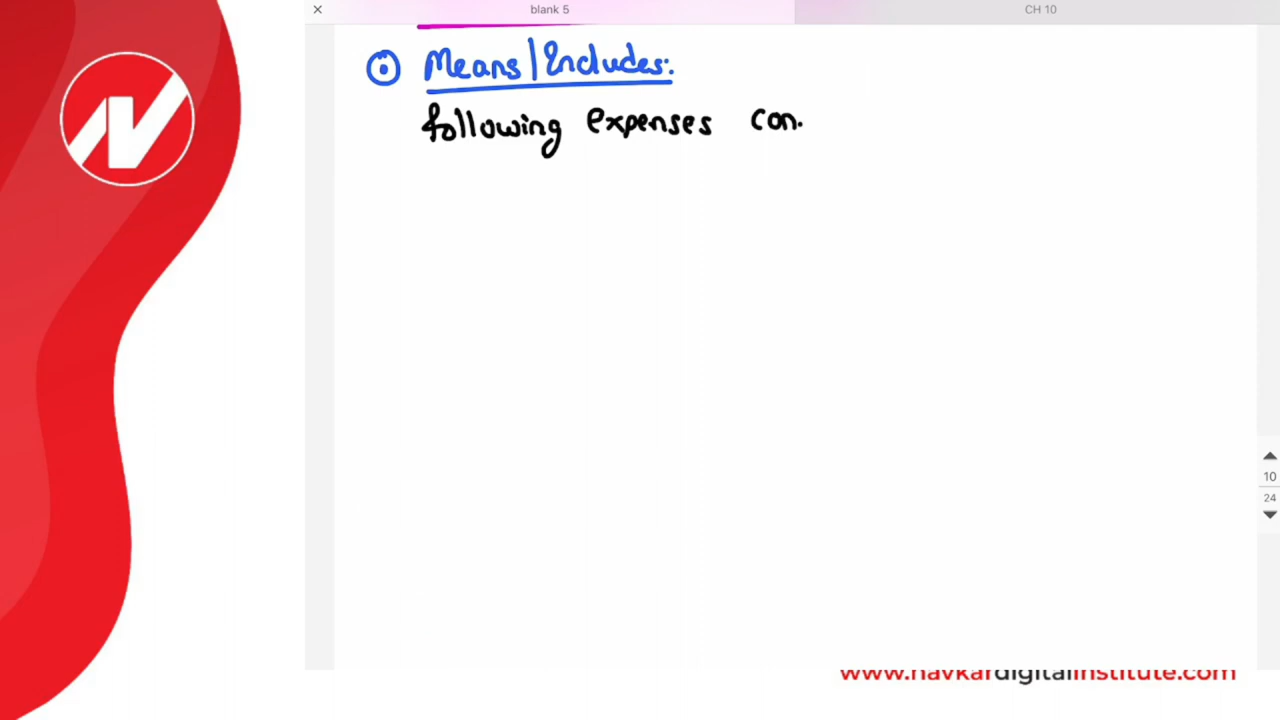 blank 5
CH 10
Means/Includes:
following expenses con.
10
24
www.navkardigitalinstitute.com